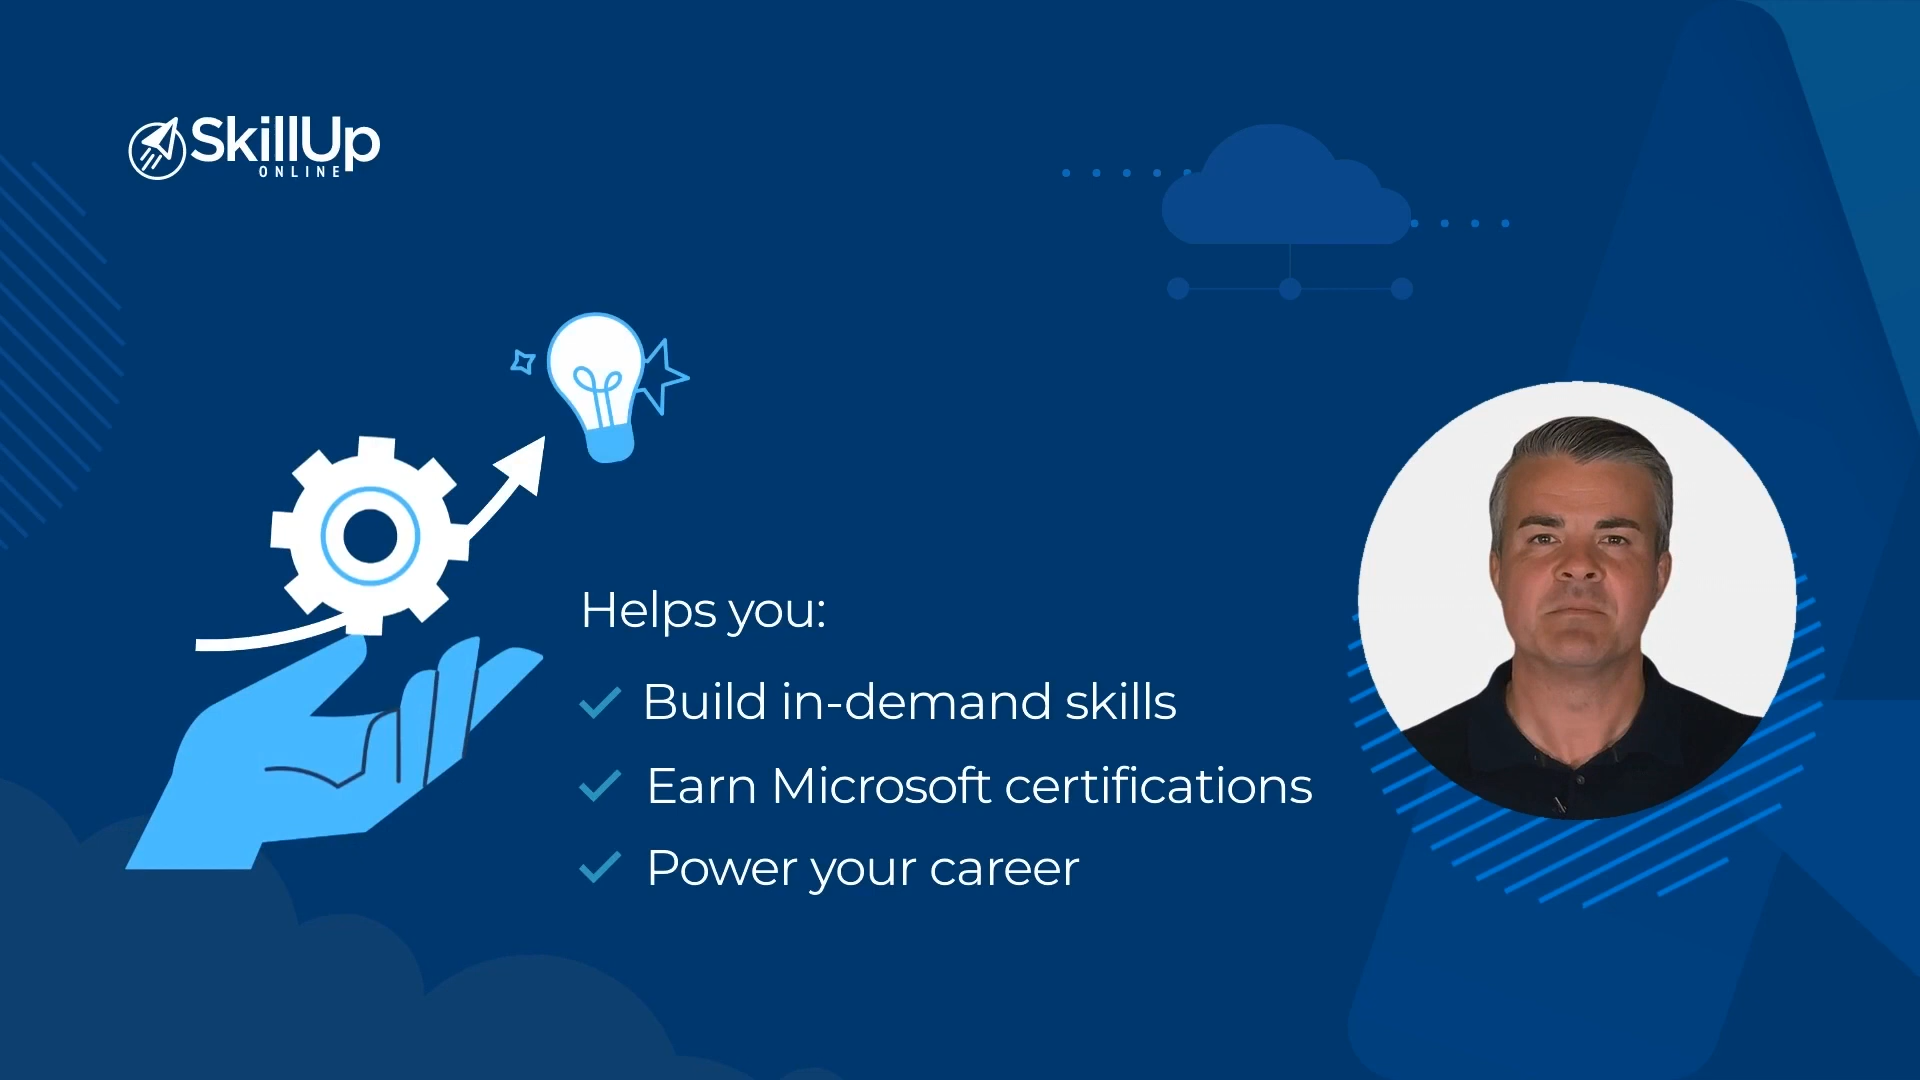 SkillUp
ONLINE
Helps you:
Build in-demand skills
Earn Microsoft certifications
Power your career